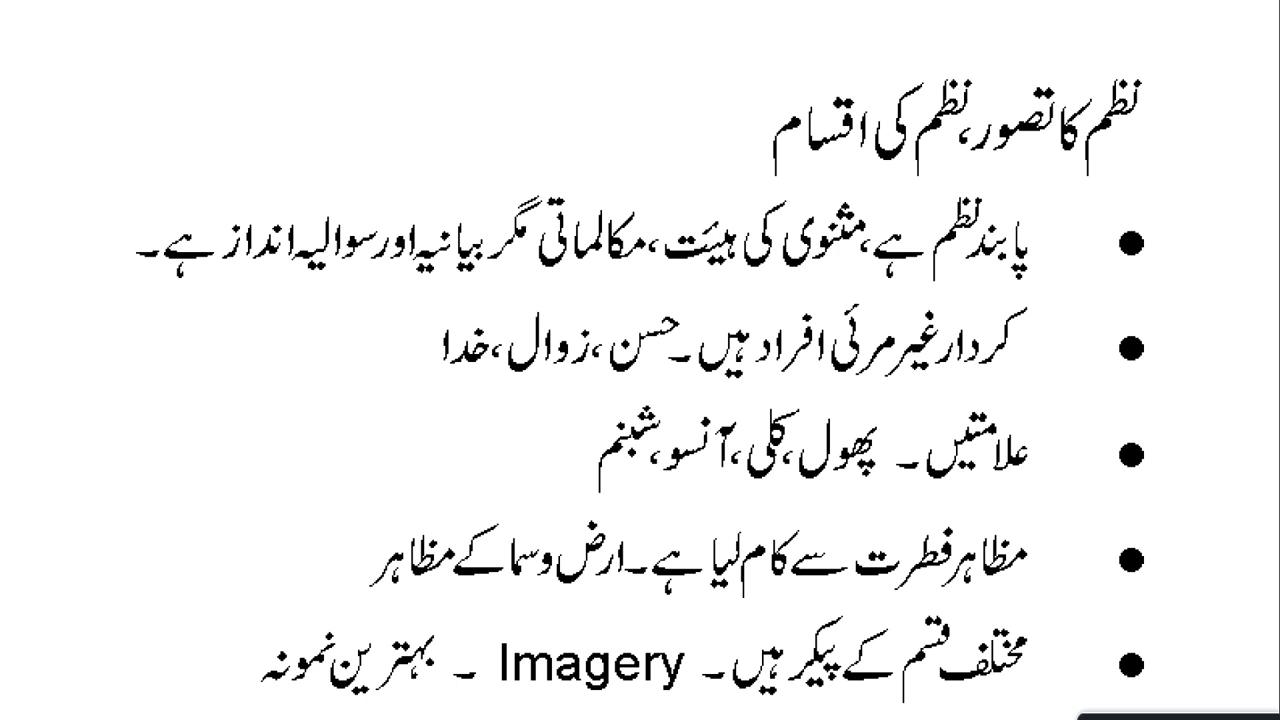 نظم کا تصور، نظم کی اقسام
● پابند نظم ہے، مثنوی کی ہیئت، مکالماتی مگر بیانیہ اور سوالیہ انداز ہے۔
● کردار غیر مرئی افراد ہیں۔ حسن، زوال، خدا
● علامتیں۔ پھول، کلی، آنسو، شبنم
● مظاہر فطرت سے کام لیا ہے۔ ارض و سما کے مظاہر
● مختلف قسم کے پیکر ہیں۔ Imagery ۔ بہترین نمونہ